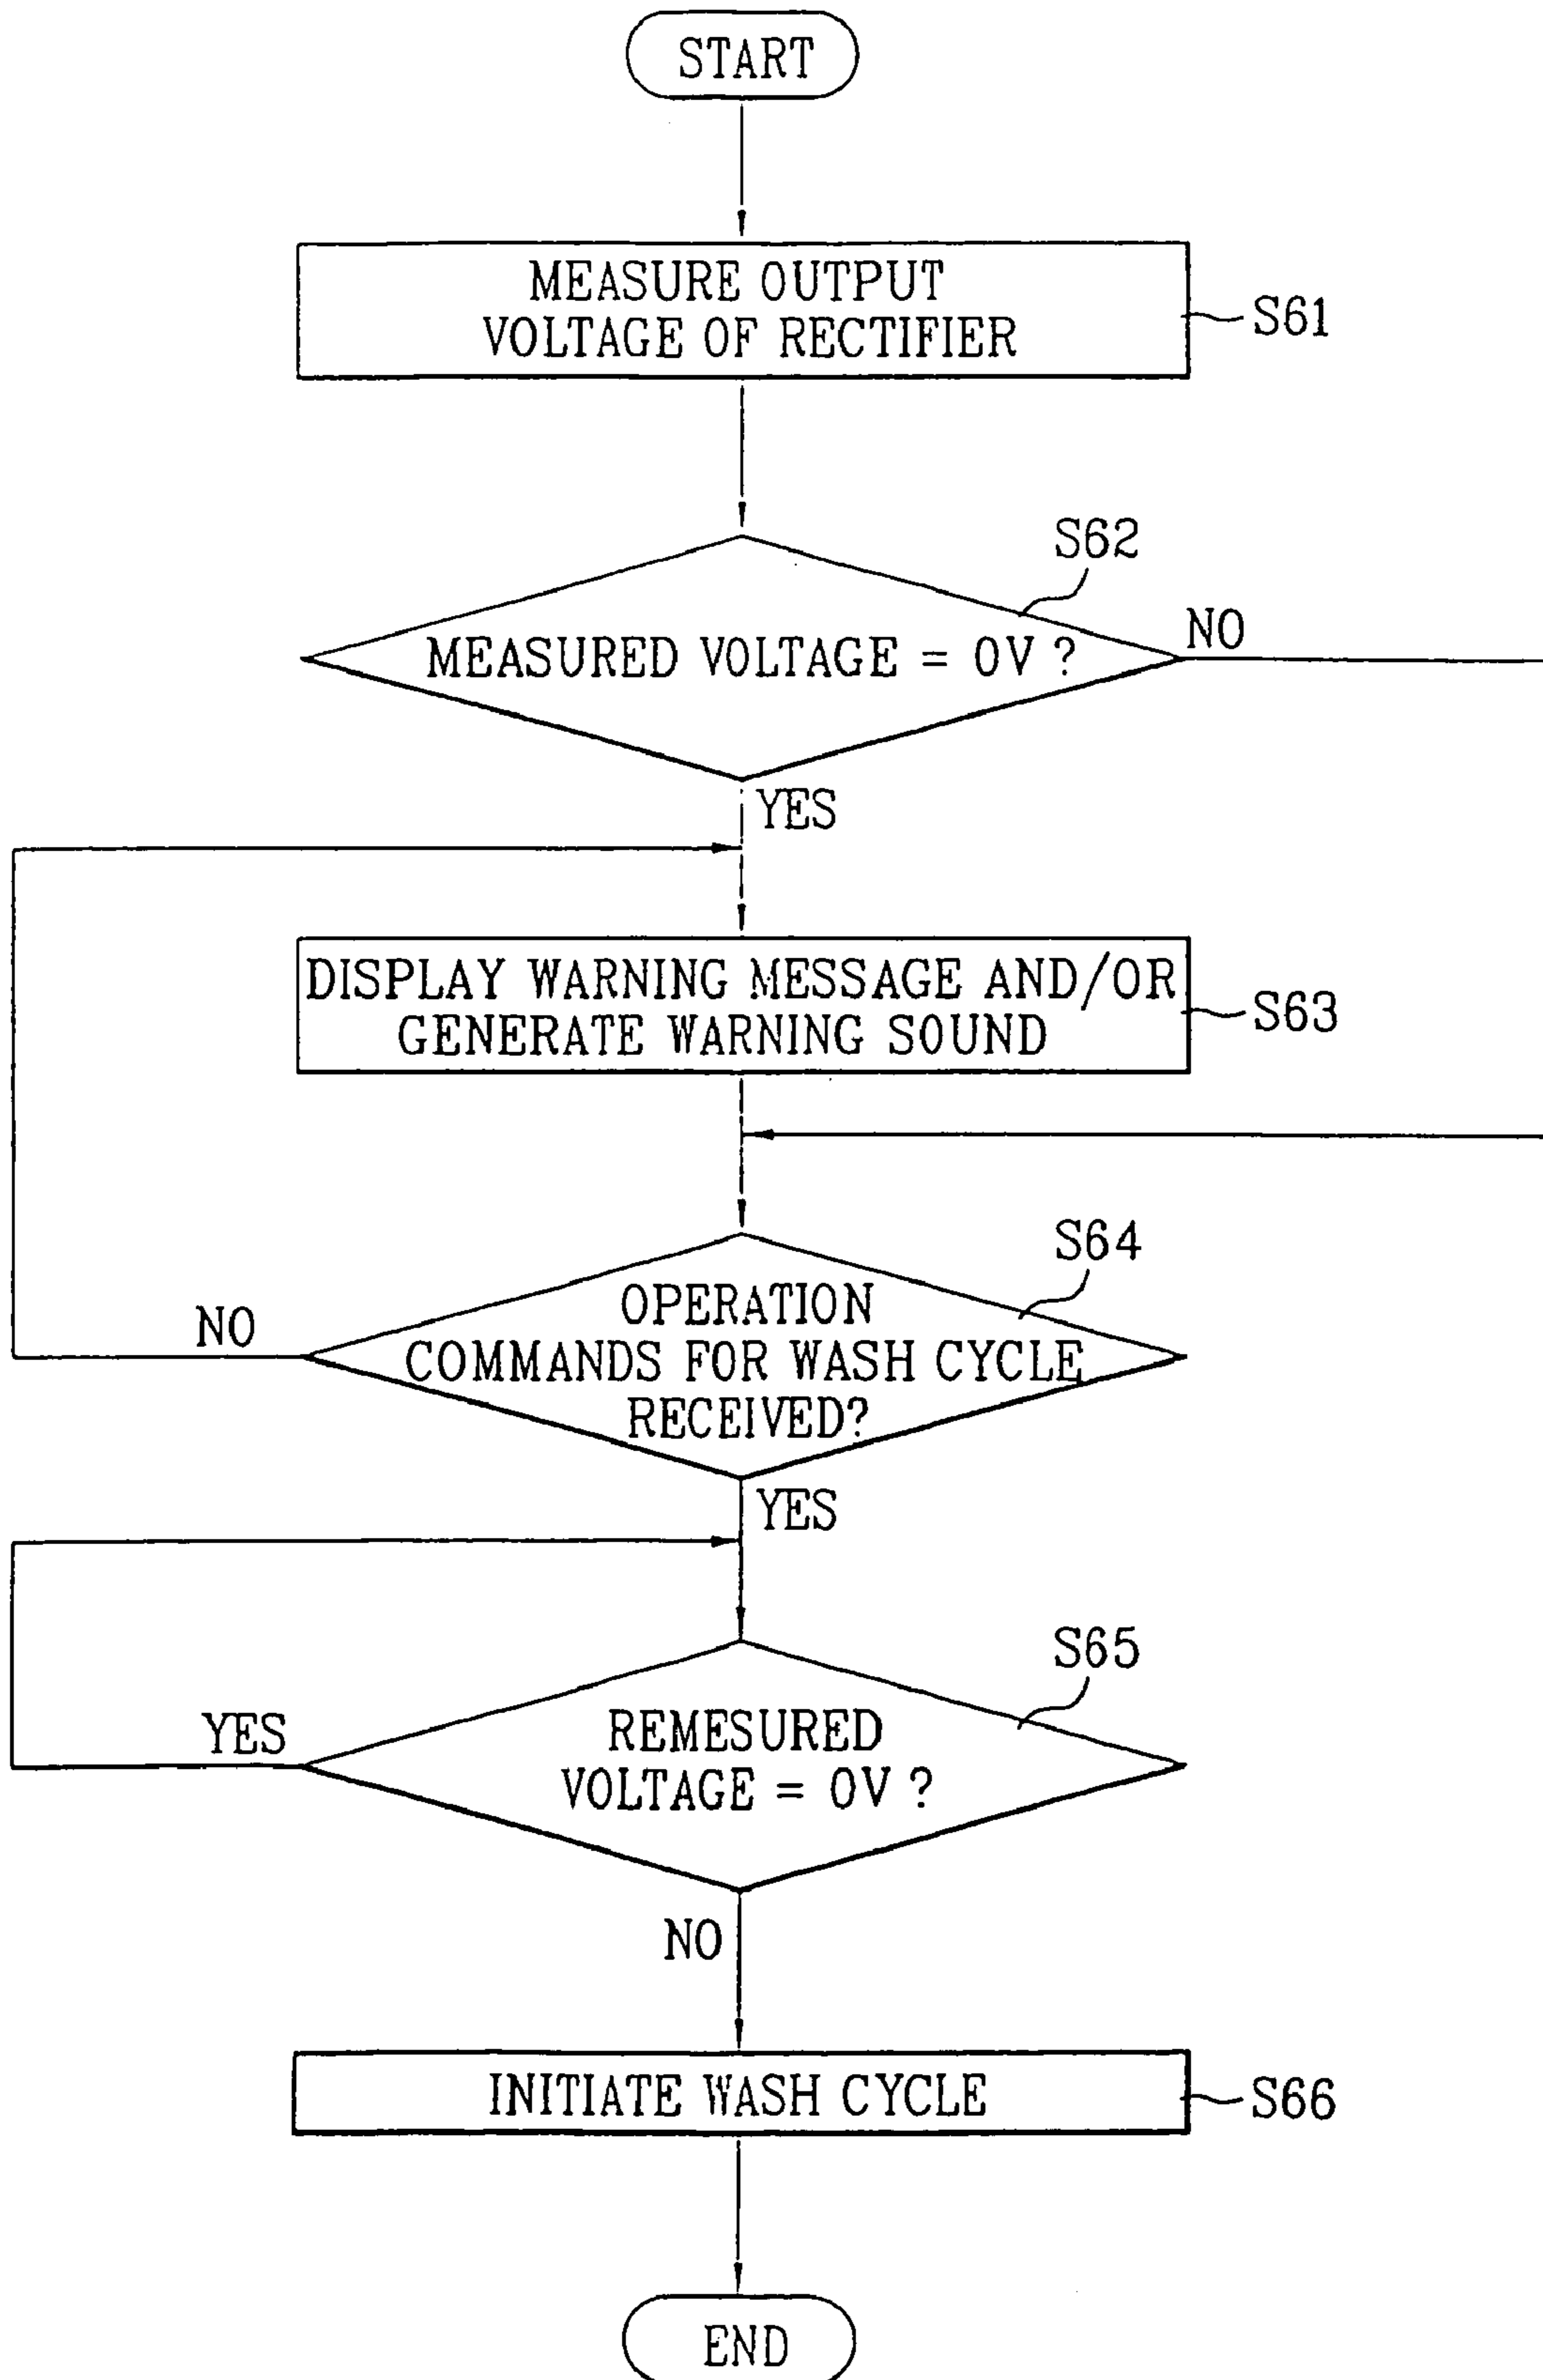 START
MEASURE OUTPUT
VOLTAGE OF RECTIFIER
S61
S62
MEASURED VOLTAGE = 0V ?
NO
YES
DISPLAY WARNING MESSAGE AND/OR
GENERATE WARNING SOUND
S63
S64
OPERATION
COMMANDS FOR WASH CYCLE
RECEIVED?
NO
YES
S65
REMESURED
VOLTAGE = 0V ?
YES
NO
INITIATE WASH CYCLE
S66
END